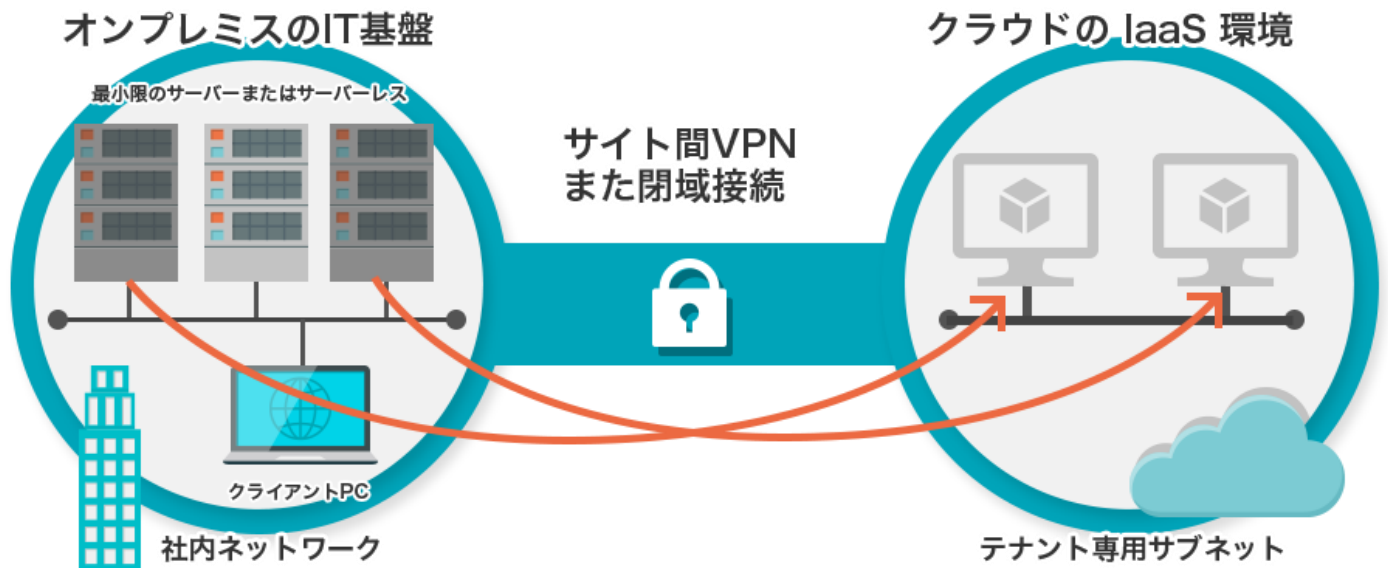 オンプレミスのIT基盤
クラウドの IaaS 環境
最小限のサーバーまたはサーバーレス
サイト間VPN
また閉域接続
クライアントPC
社内ネットワーク
テナント専用サブネット